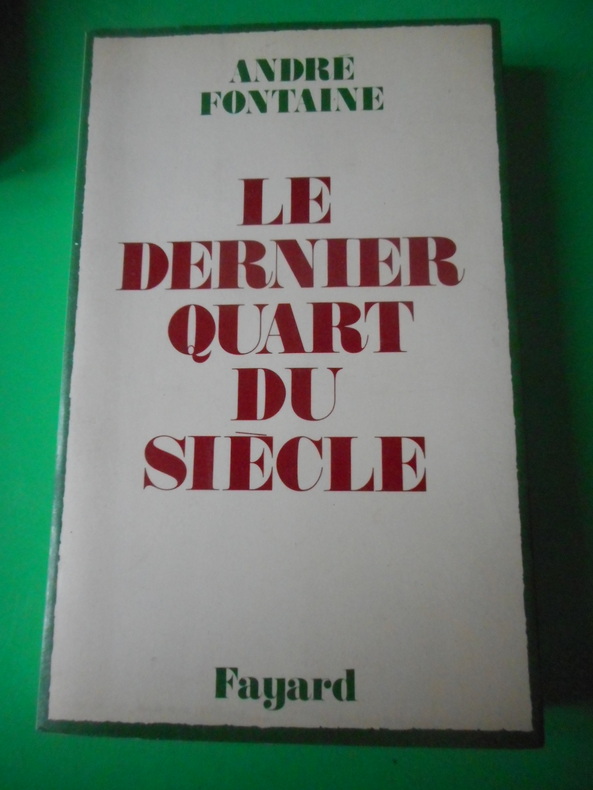 ANDRÉ
FONTAINE
LE
DERNIER
QUART
DU
SIÈCLE
Fayard